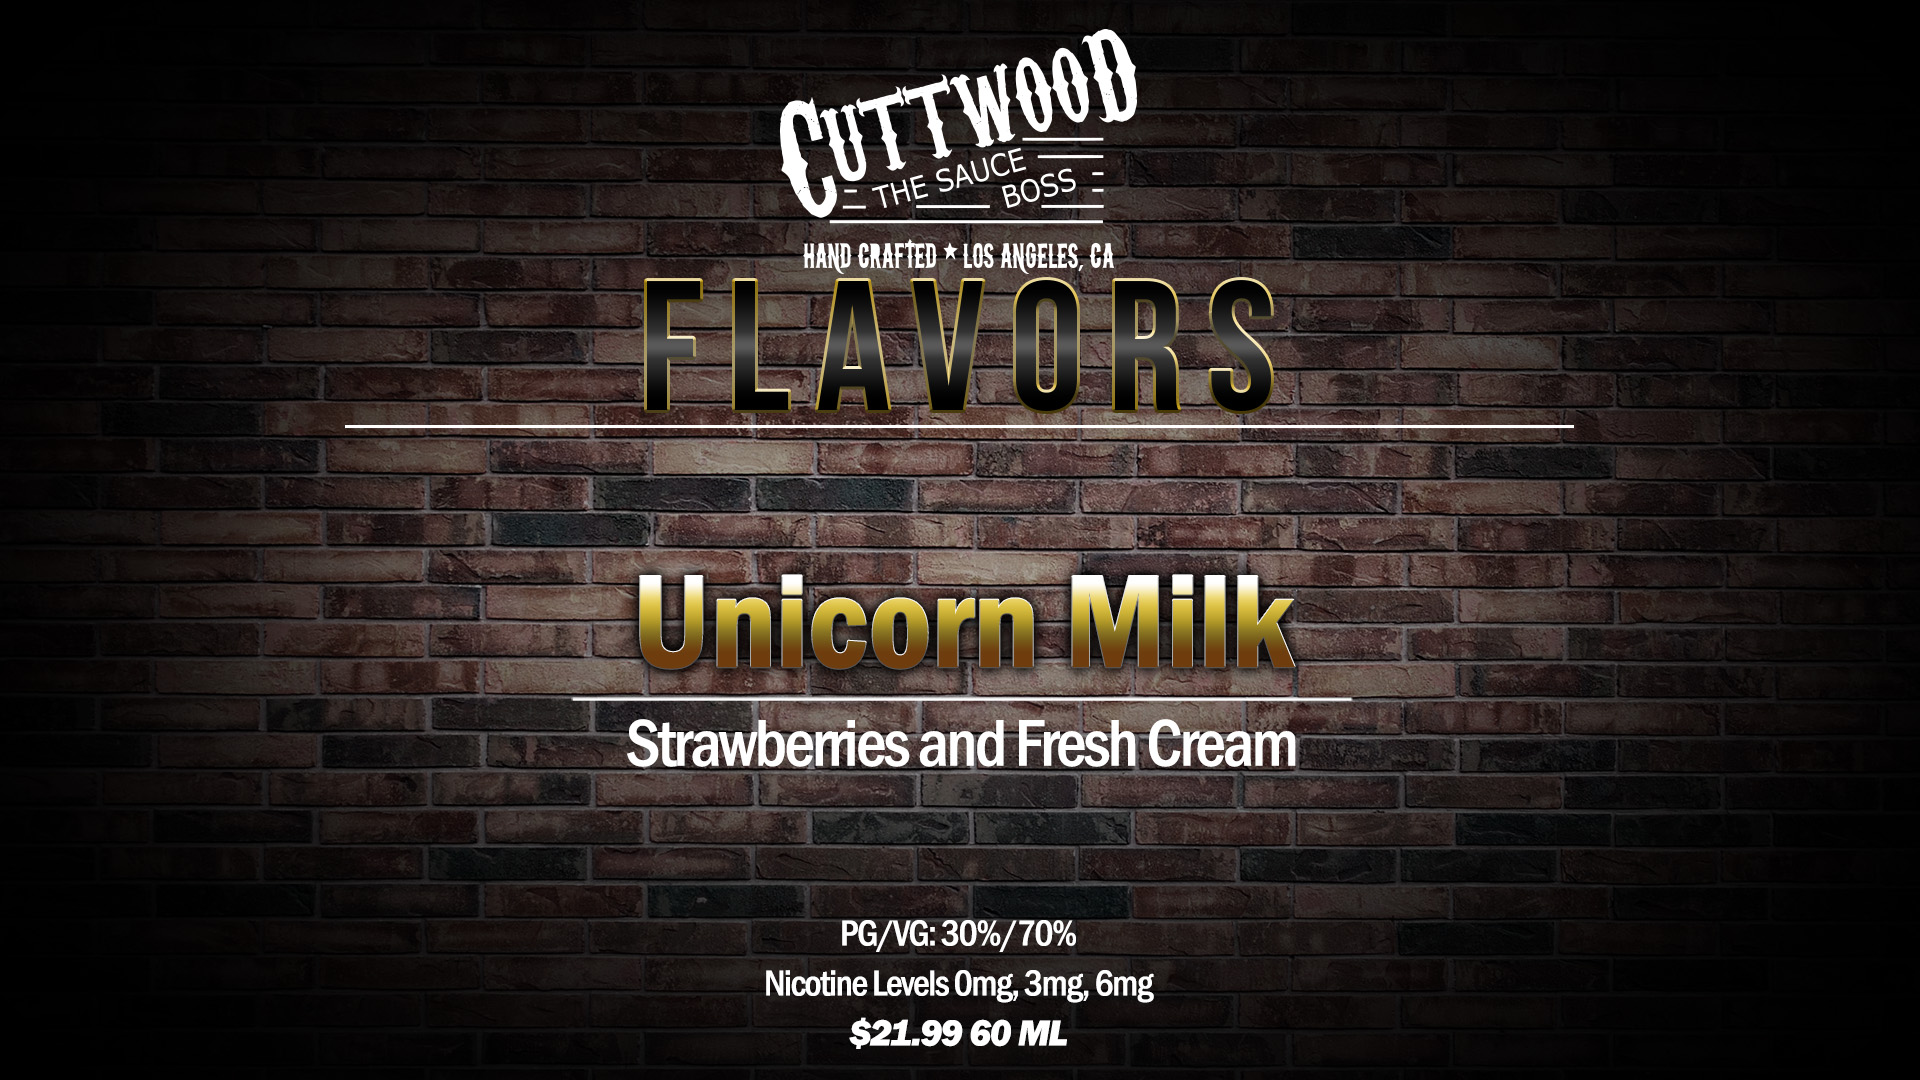 CUTTWOOD
THE SAUCE
BOSS
HAND CRAFTED ★ LOS ANGELES, CA
FLAVORS
Unicorn Milk
Strawberries and Fresh Cream
PG/VG: 30%/70%
Nicotine Levels 0mg, 3mg, 6mg
$21.99 60 ML